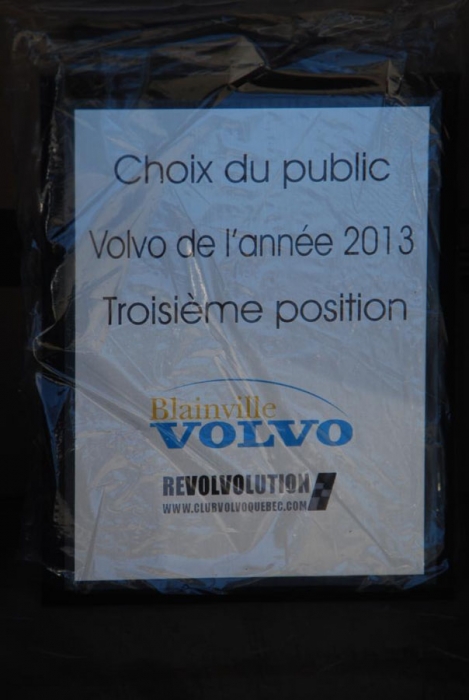 Choix du public
Volvo de l'année 2013
Troisième position
Blainville
VOLVO
REVOLVOLUTION
WWW.CLUBVOLVOQUEBEC.COM